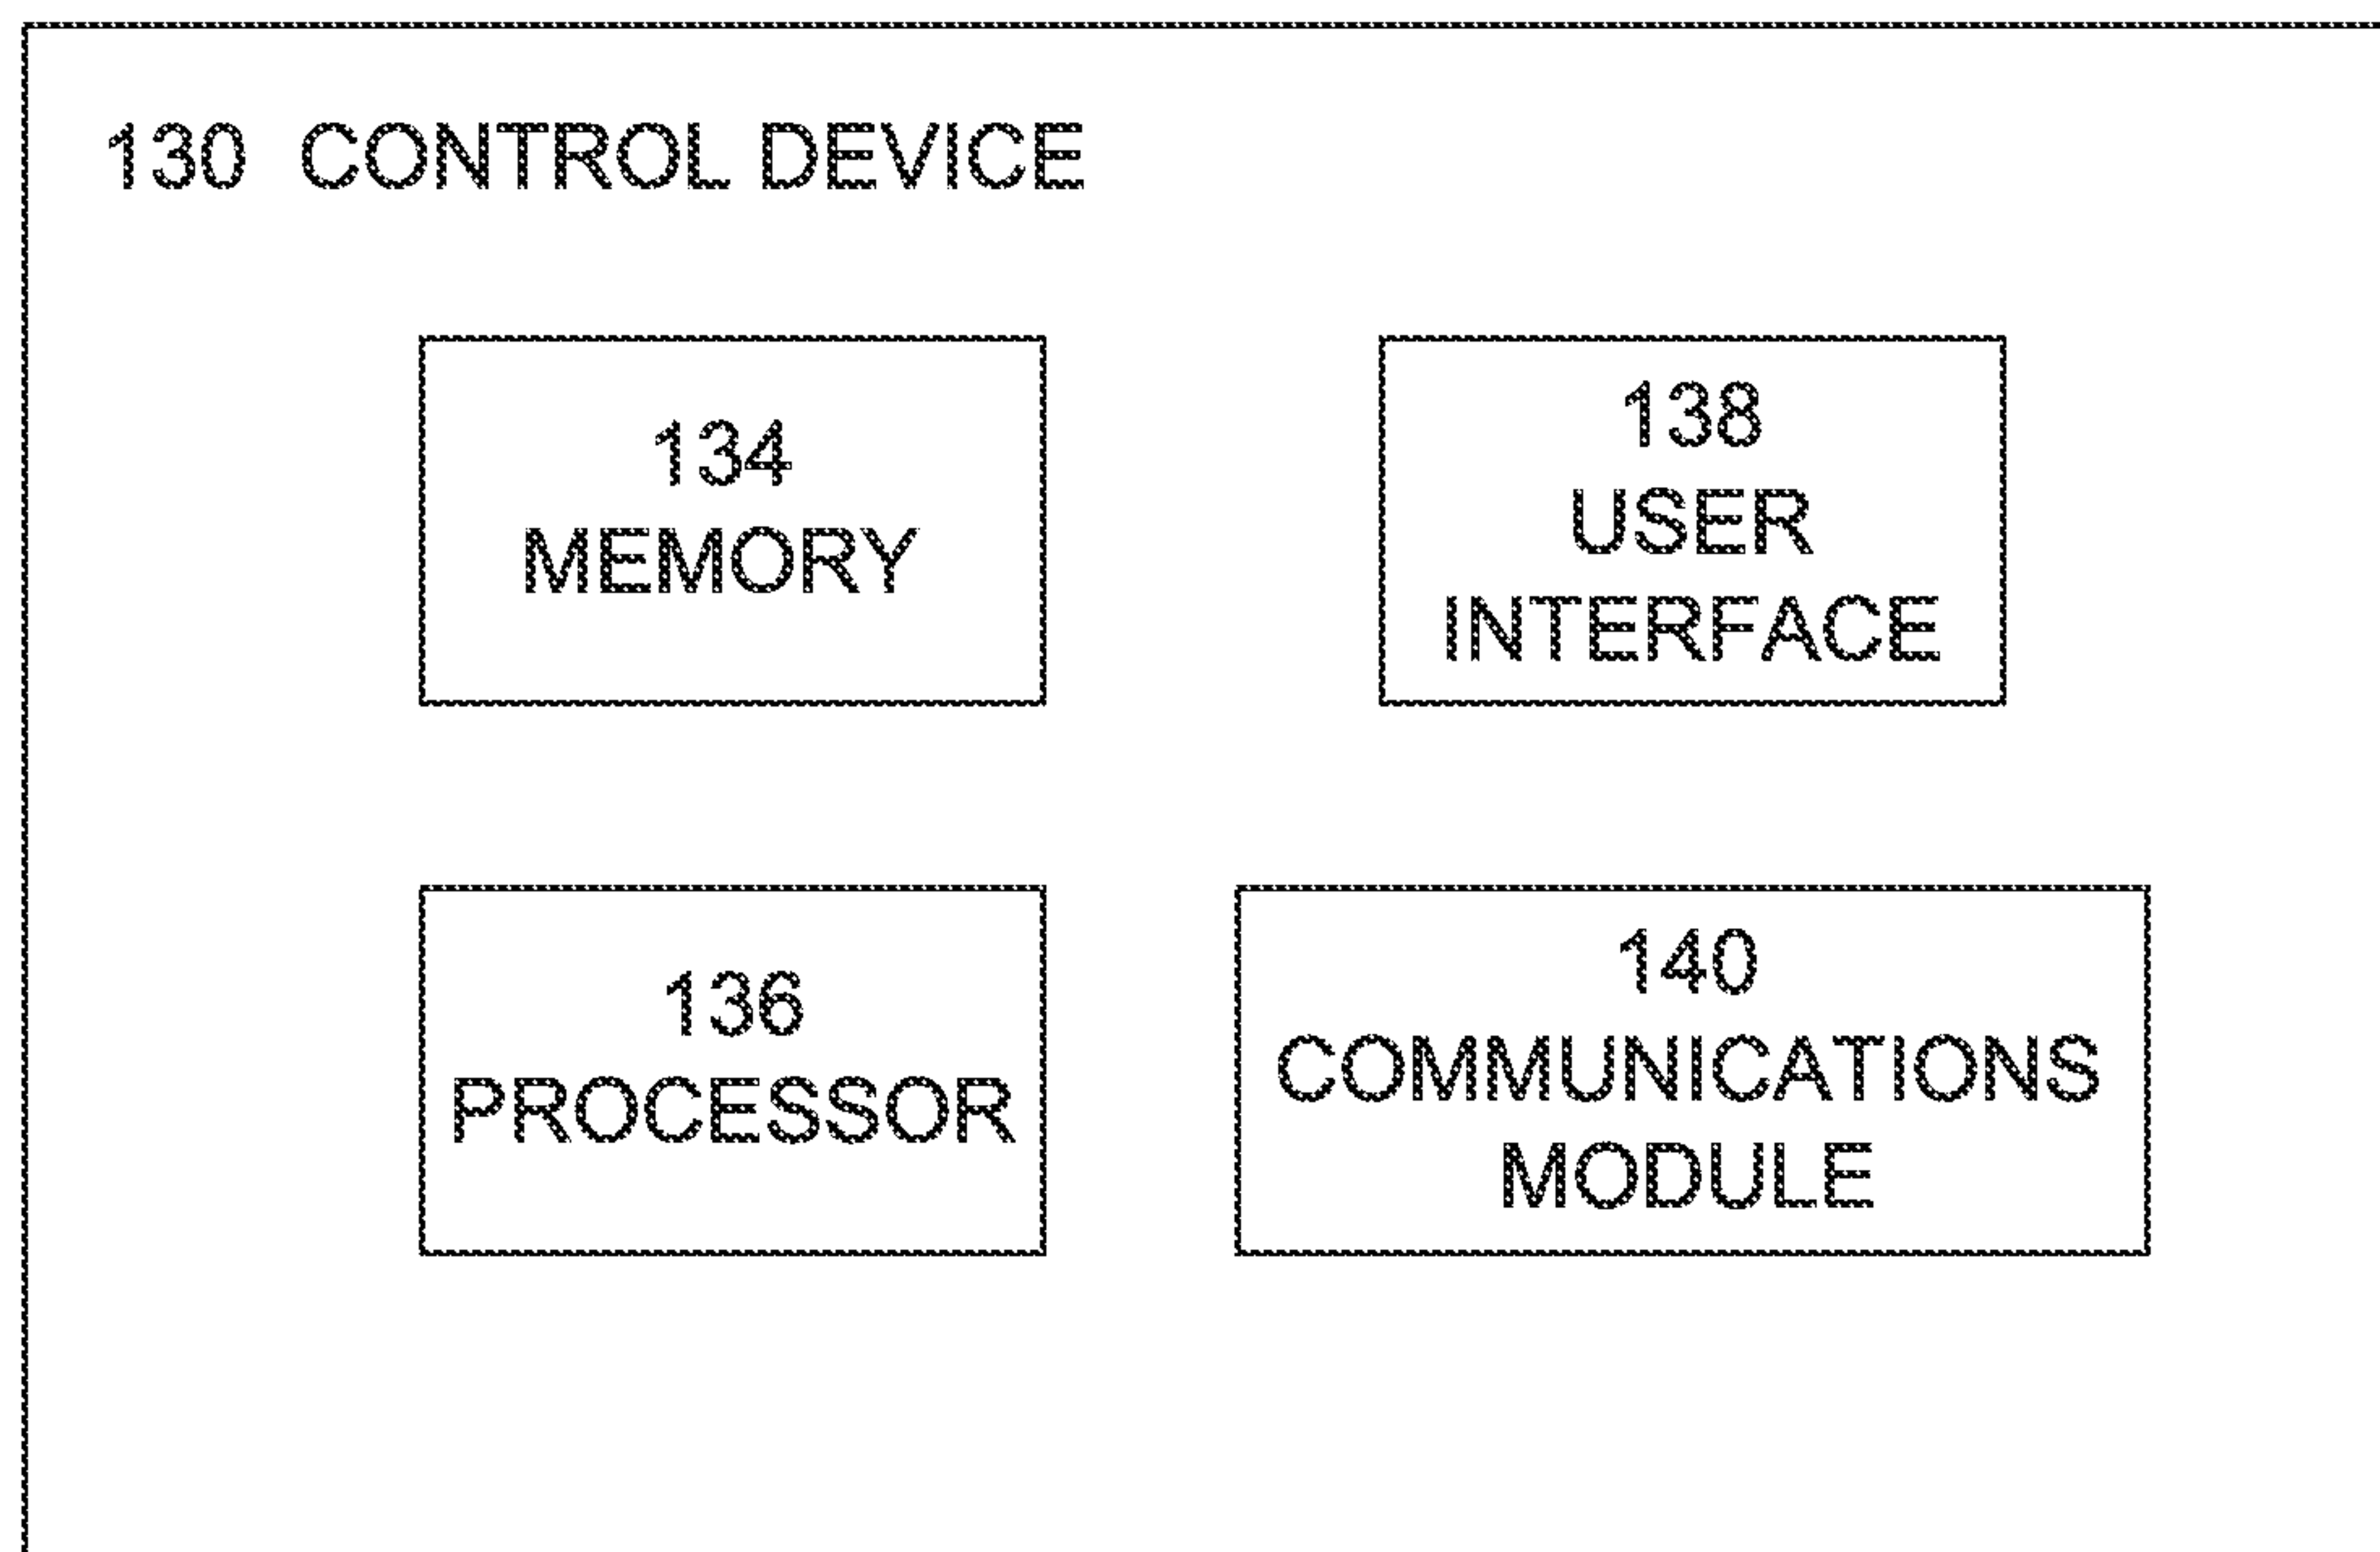 130 CONTROL DEVICE
134
MEMORY
138
USER
INTERFACE
136
PROCESSOR
140
COMMUNICATIONS
MODULE